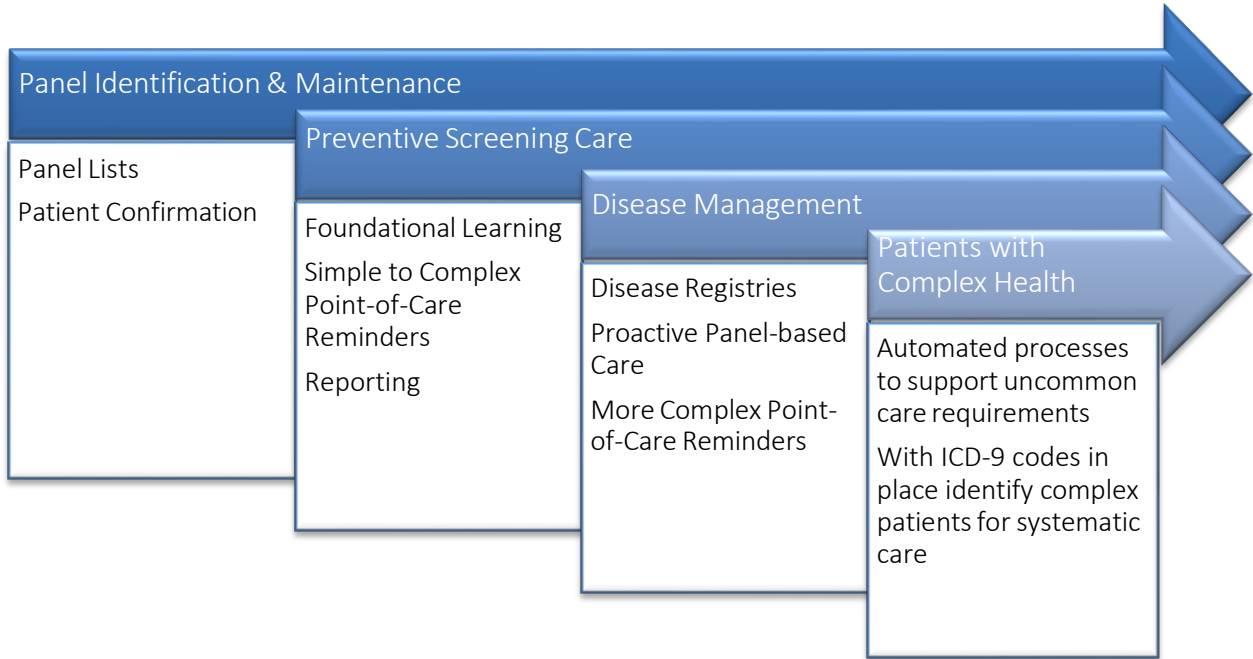 Panel Identification & Maintenance
Panel Lists
Patient Confirmation
Preventive Screening Care
Foundational Learning
Simple to Complex
Point-of-Care
Reminders
Reporting
Disease Management
Disease Registries
Proactive Panel-based
Care
More Complex Point-
of-Care Reminders
Patients with
Complex Health
Automated processes
to support uncommon
care requirements
With ICD-9 codes in
place identify complex
patients for systematic
care